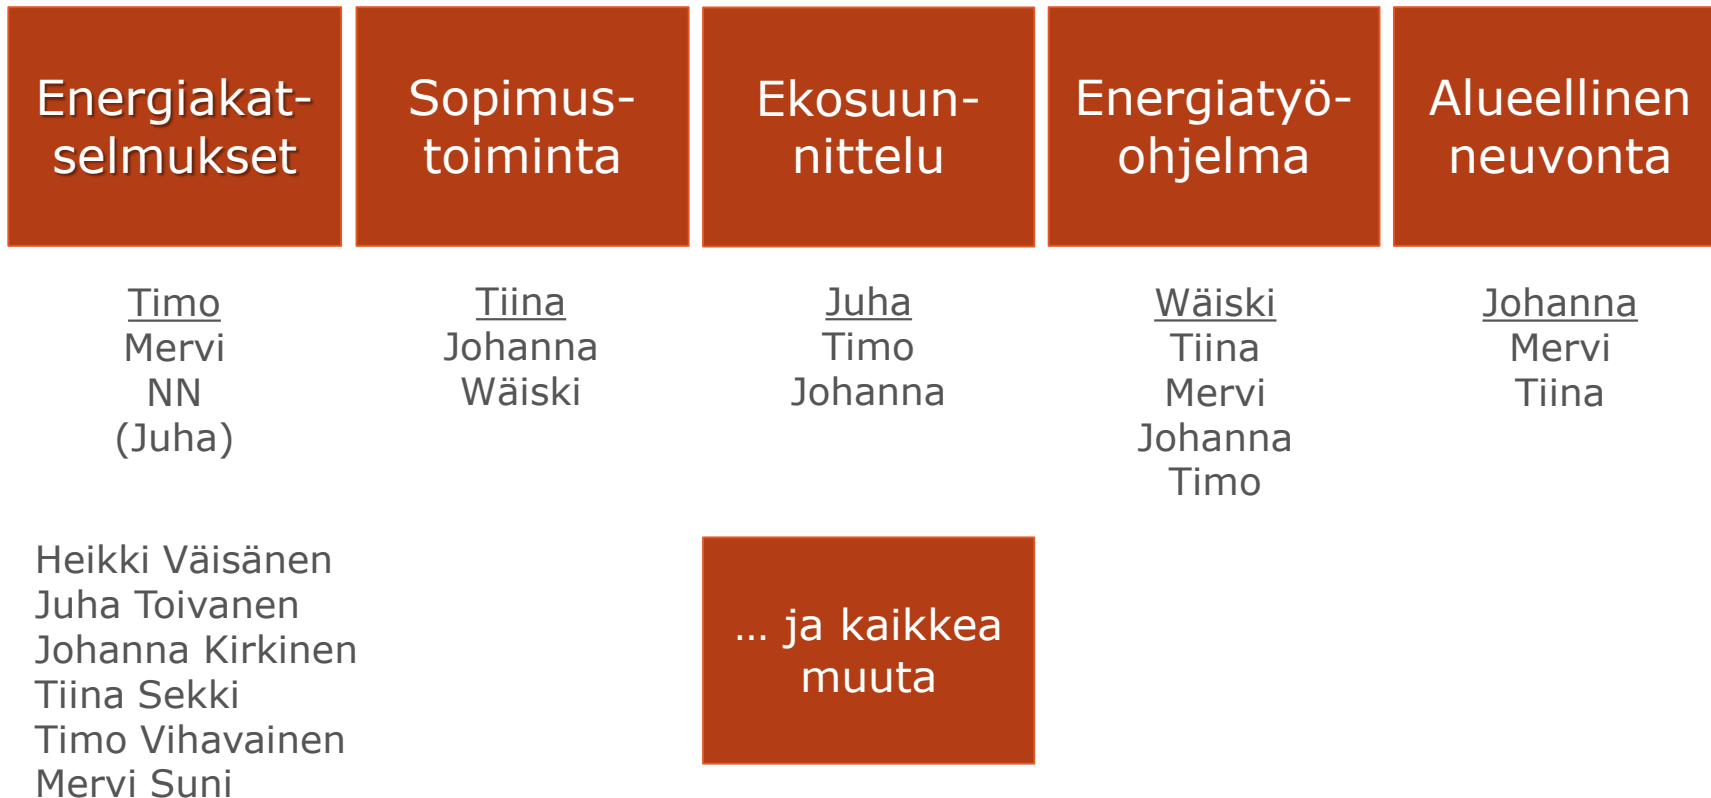 Energiakat-
selmukset
Sopimus-
toiminta
Ekosuun-
nittelu
Energiatyö-
ohjelma
Alueellinen
neuvonta
Timo
Mervi
NN
(Juha)
Tiina
Johanna
Wäiski
Juha
Timo
Johanna
Wäiski
Tiina
Mervi
Johanna
Timo
Johanna
Mervi
Tiina
Heikki Väisänen
Juha Toivanen
Johanna Kirkinen
Tiina Sekki
Timo Vihavainen
Mervi Suni
... ja kaikkea
muuta